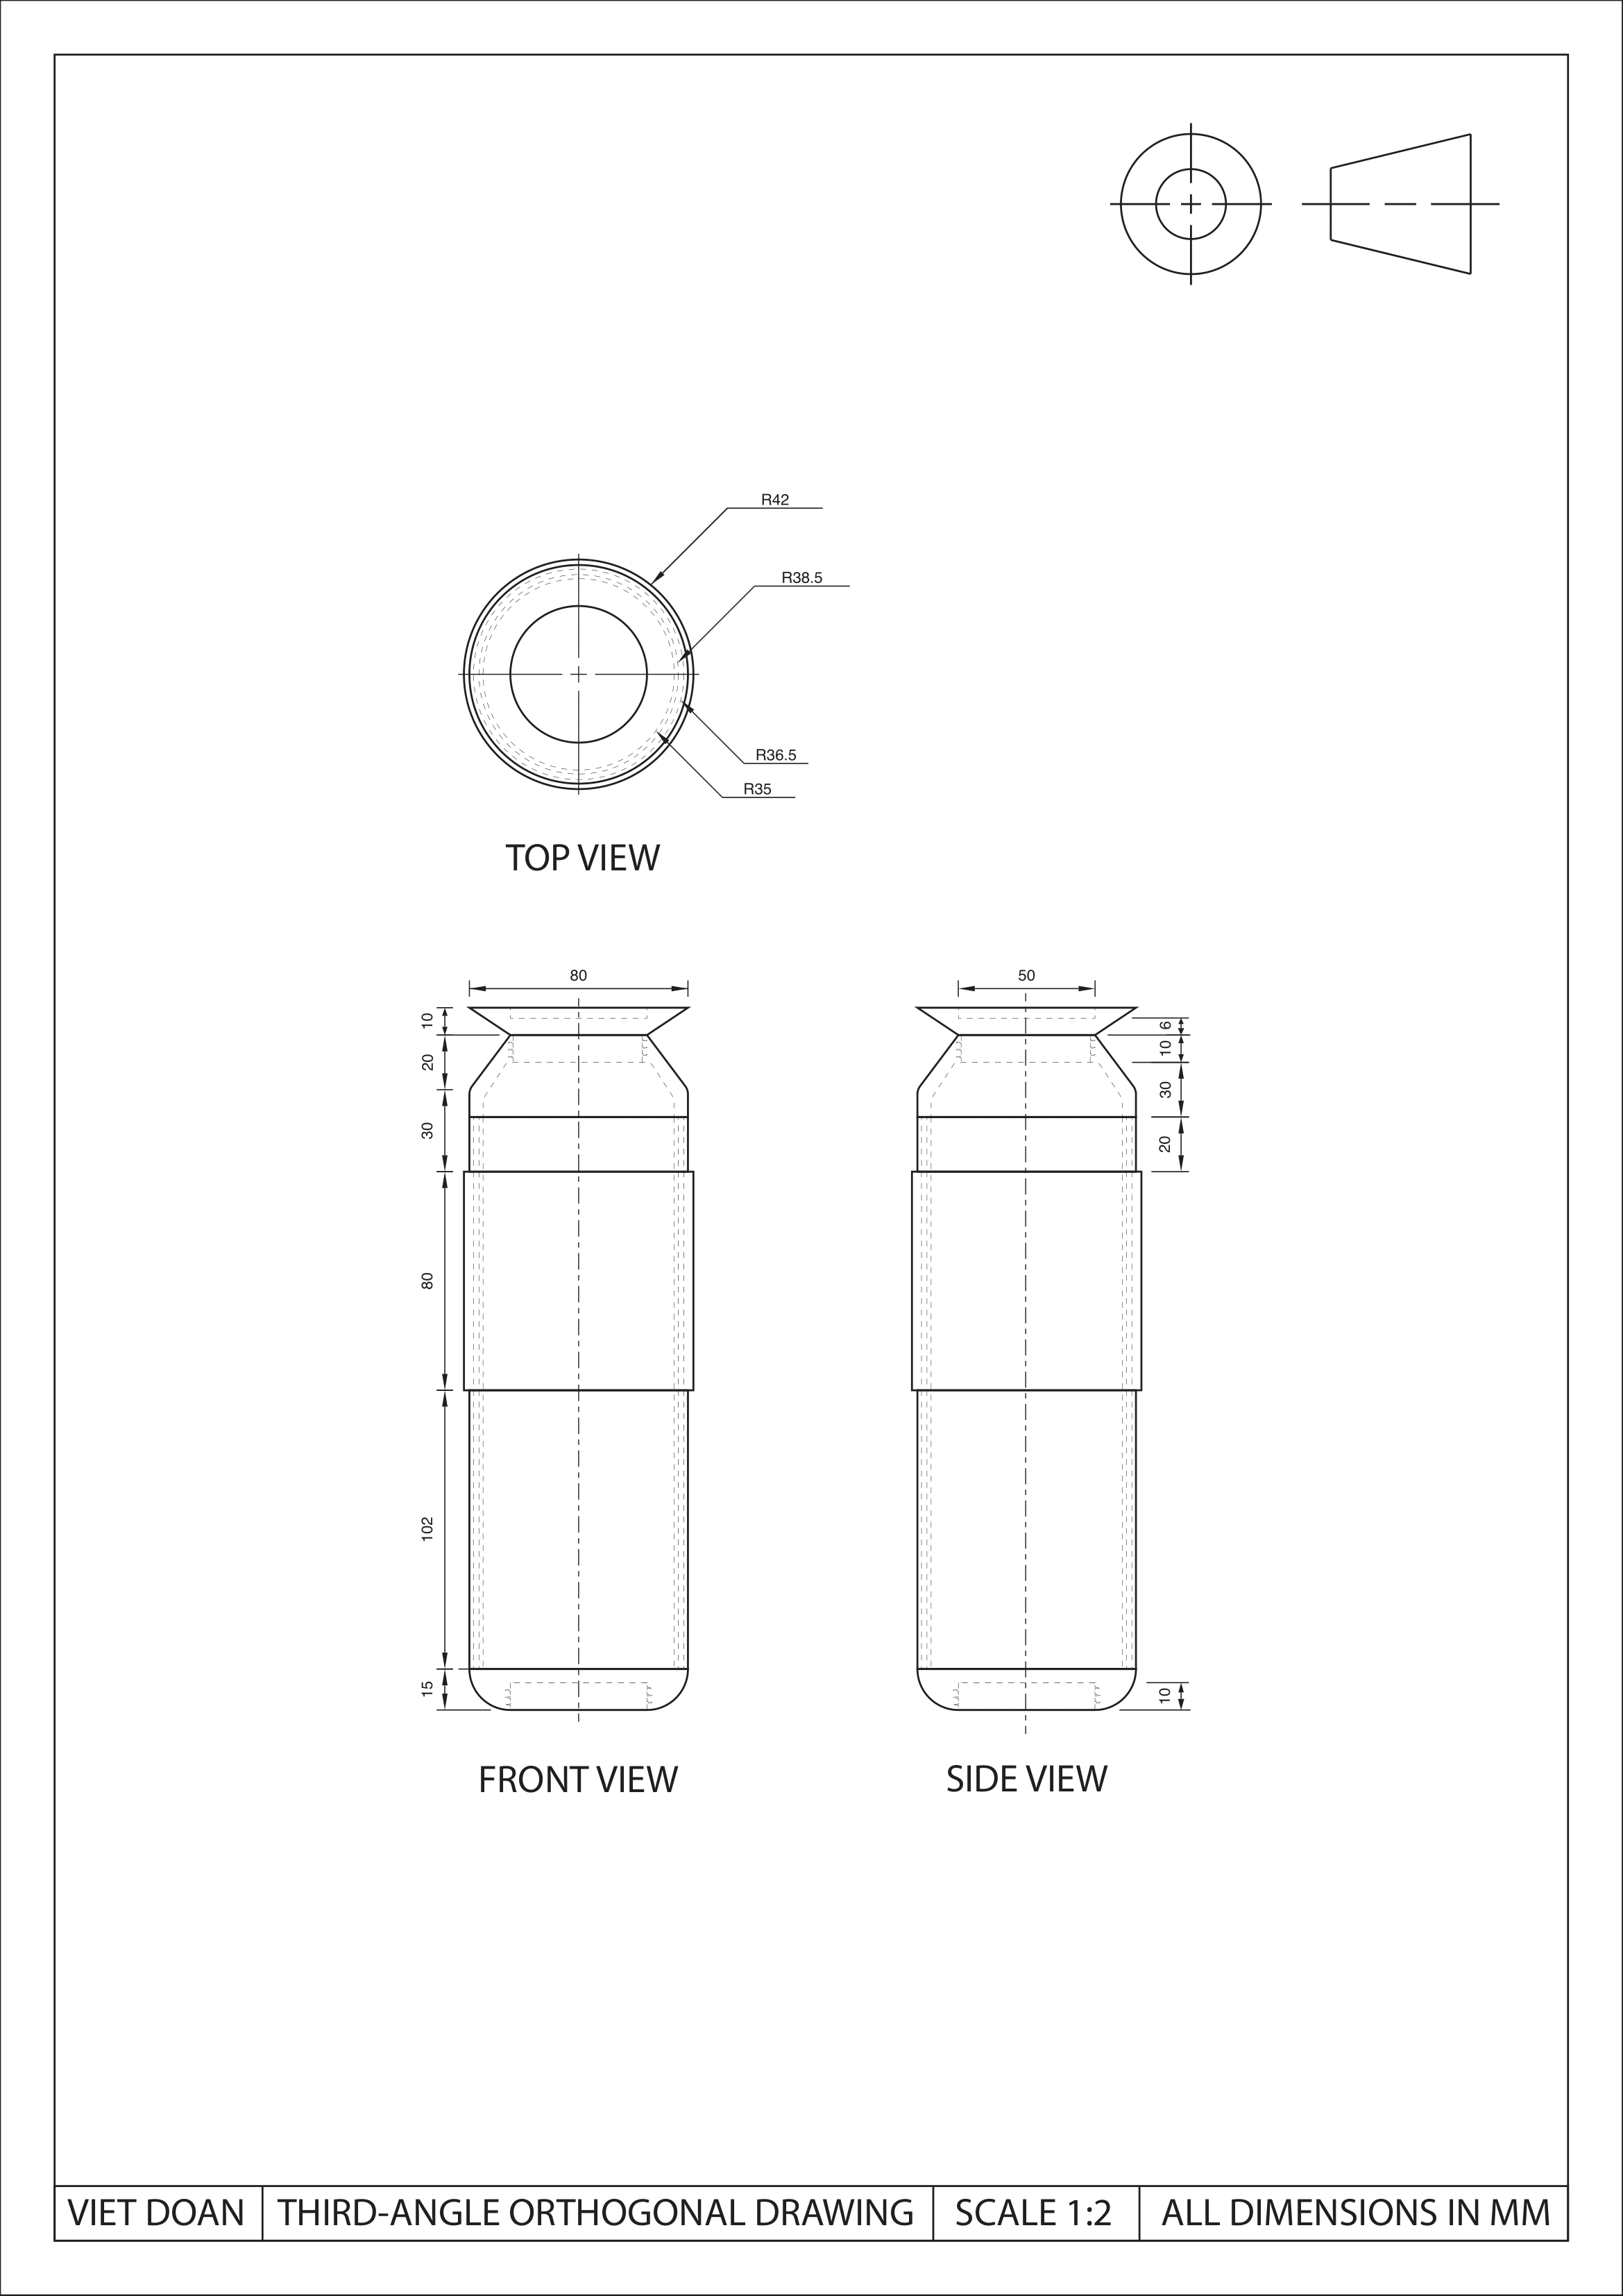 R42
R38.5
R36.5
R35
TOP VIEW
80
10
20
30
80
102
15
FRONT VIEW
50
6
10
30
20
10
SIDE VIEW
VIET DOAN
THIRD-ANGLE ORTHOGONAL DRAWING
SCALE 1:2
ALL DIMENSIONS IN MM